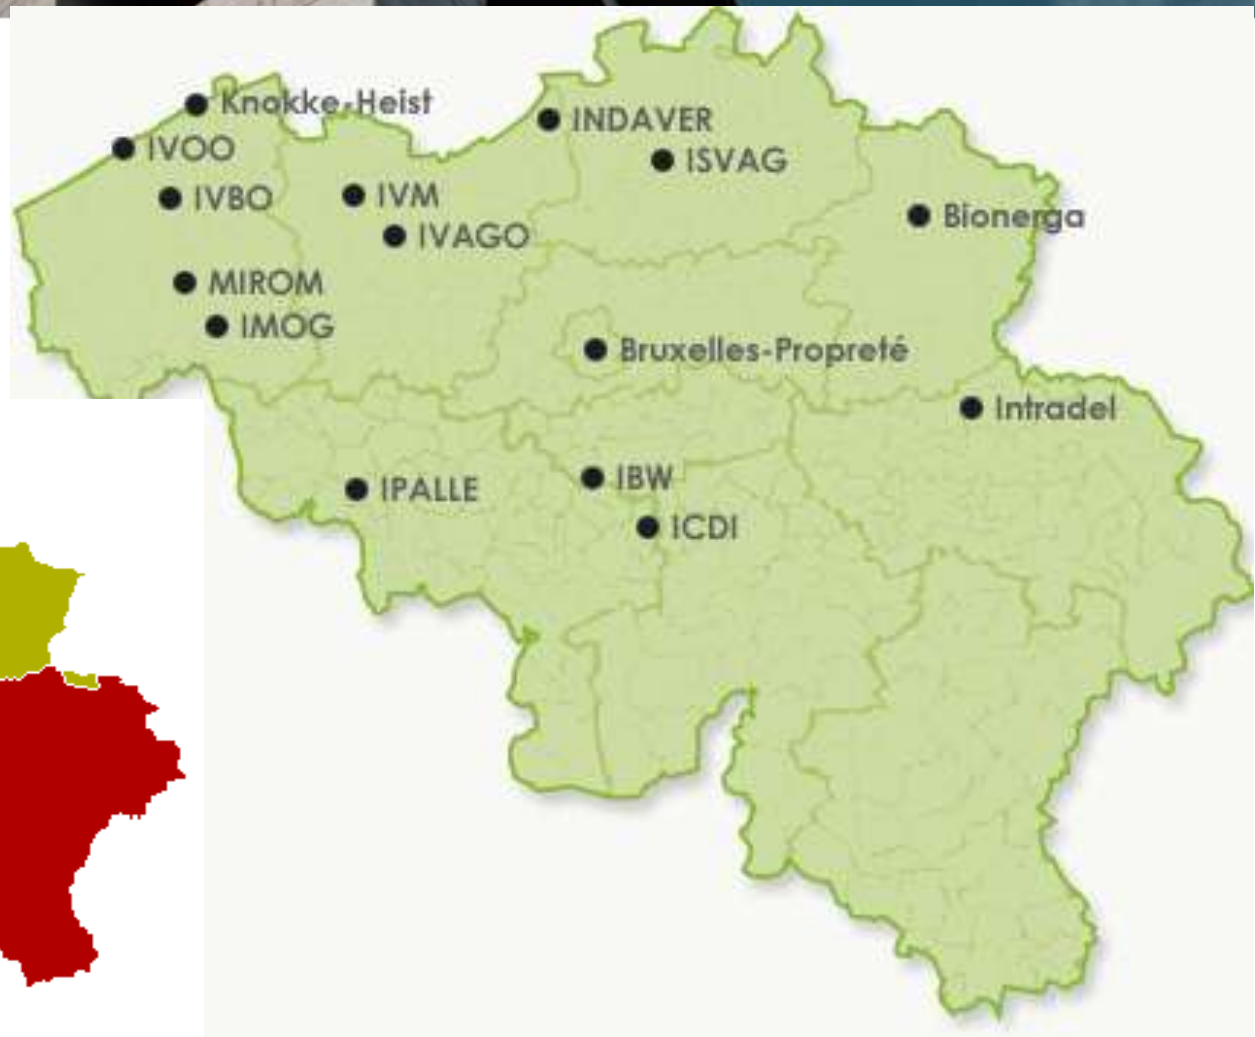 Knokke-Heist
INDAVER
IVOO
ISVAG
IVBO
IVM
Bionerga
IVAGO
MIROM
IMOG
Bruxelles-Propreté
Intradel
IBW
IPALLE
ICDI